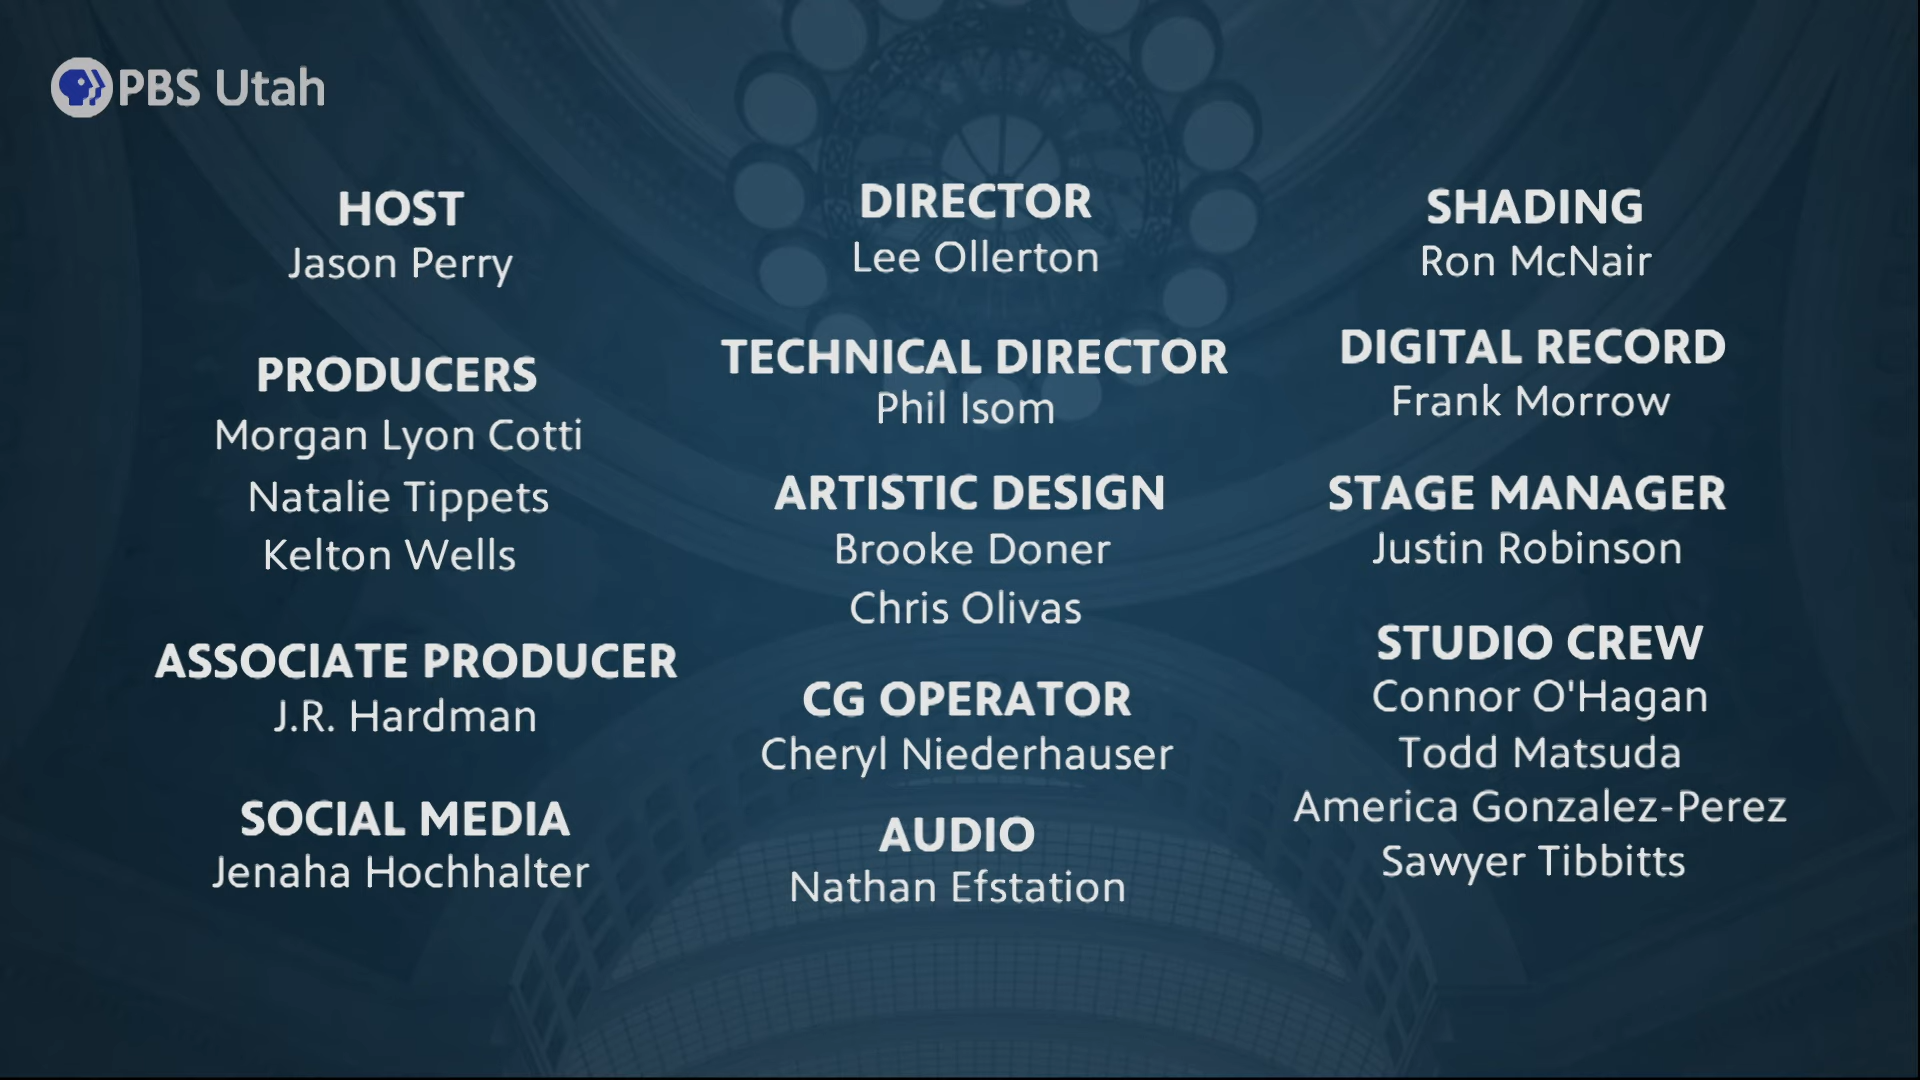 PBS Utah
HOST
Jason Perry
PRODUCERS
Morgan Lyon Cotti
Natalie Tippets
Kelton Wells
ASSOCIATE PRODUCER
J.R. Hardman
SOCIAL MEDIA
Jenaha Hochhalter
DIRECTOR
Lee Ollerton
TECHNICAL DIRECTOR
Phil Isom
ARTISTIC DESIGN
Brooke Doner
Chris Olivas
CG OPERATOR
Cheryl Niederhauser
AUDIO
Nathan Efstation
SHADING
Ron McNair
DIGITAL RECORD
Frank Morrow
STAGE MANAGER
Justin Robinson
STUDIO CREW
Connor O'Hagan
Todd Matsuda
America Gonzalez-Perez
Sawyer Tibbitts